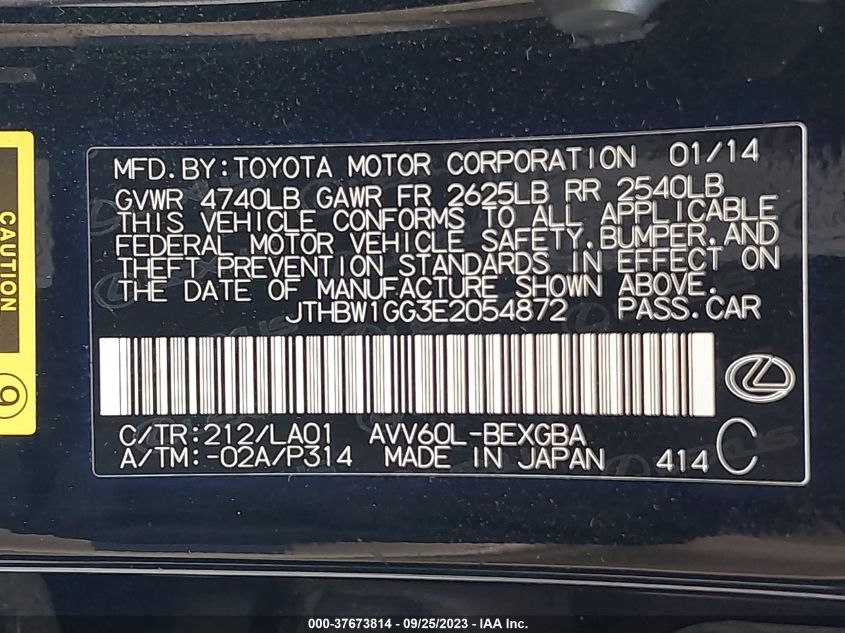 MFD.BY:TOYOTA MOTOR CORPORATION 01/14
GVWR 4740LB GAWR FR 2625LB RR 2540LB
THIS VEHICLE CONFORMS TO ALL APPLICABLE
FEDERAL MOTOR VEHICLE SAFETY,BUMPER,AND
THEFT PREVENTION STANDARDS IN EFFECT ON
THE DATE OF MANUFACTURE SHOWN ABOVE.
JTHBW1GG3E2054872 PASS.CAR
C/TR:212/LA01 AVV60L-BEXGBA
A/TM:-02A/P314 MADE IN JAPAN 414 C
CAUTION
9
000-37673814 / 09/25/2023 - IAA Inc.